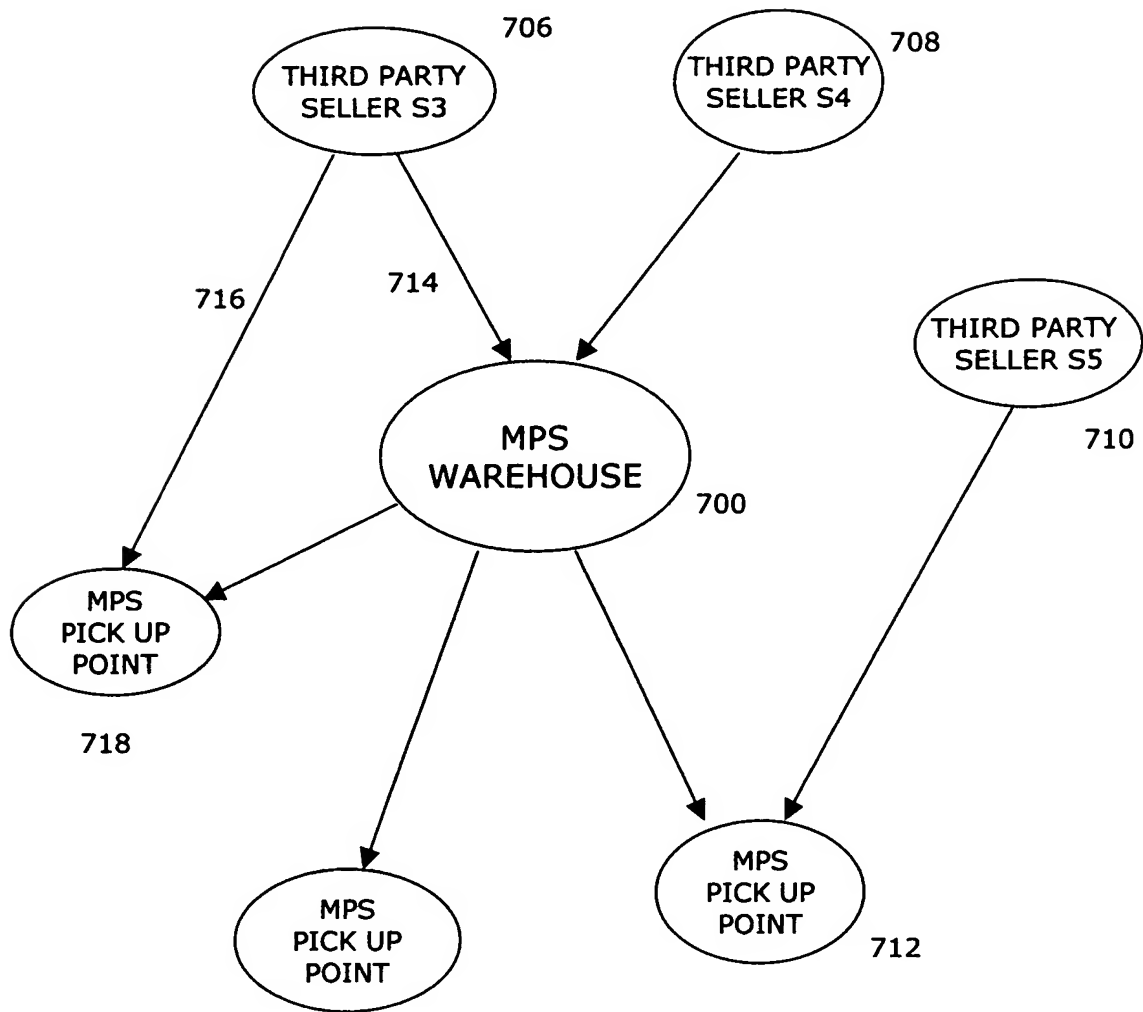 706
THIRD PARTY
SELLER S3
708
THIRD PARTY
SELLER S4
716
714
THIRD PARTY
SELLER S5
710
MPS
WAREHOUSE
700
MPS
PICK UP
POINT
718
MPS
PICK UP
POINT
712
MPS
PICK UP
POINT